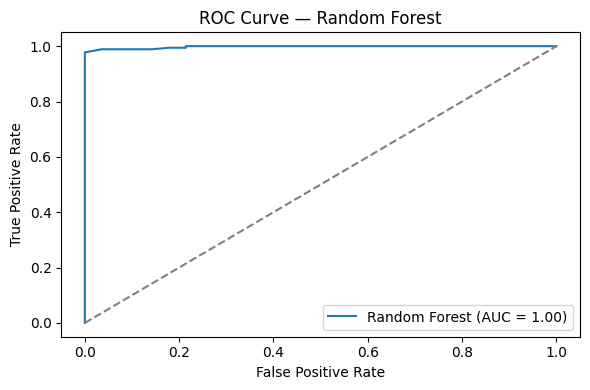 ROC Curve — Random Forest
True Positive Rate
1.0
0.8
0.6
0.4
0.2
0.0
Random Forest (AUC = 1.00)
0.0 0.2 0.4 0.6 0.8 1.0
False Positive Rate